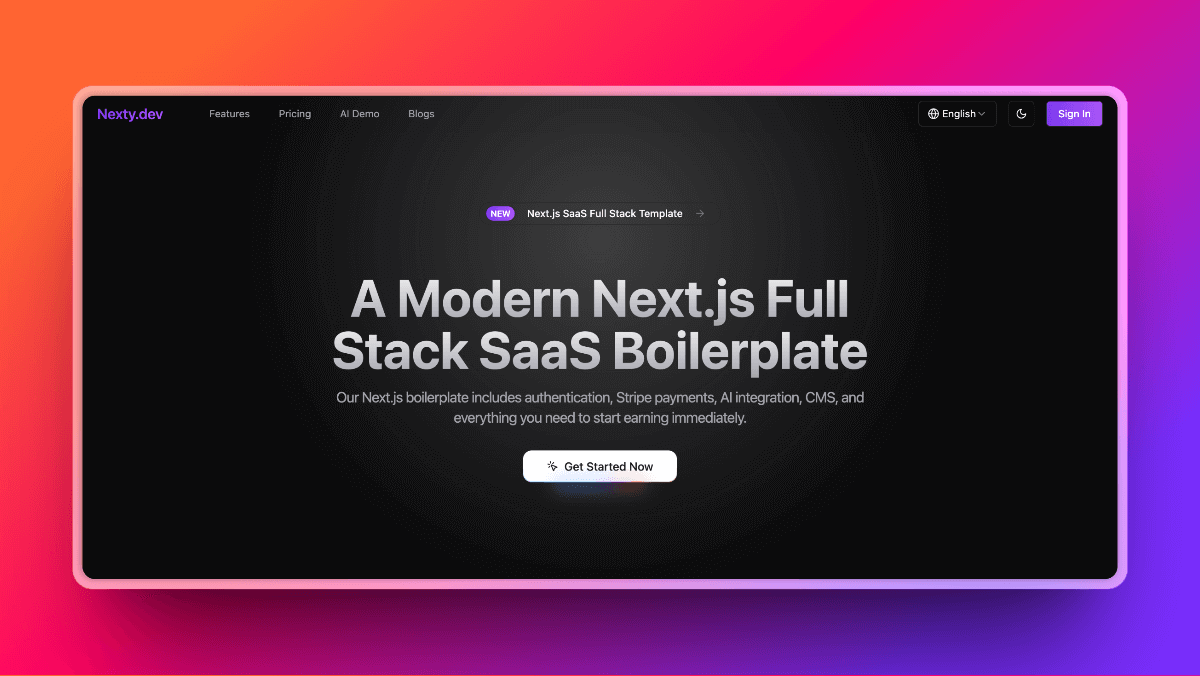 Nexty.dev Features Pricing AI Demo Blogs English Sign In
NEW Next.js SaaS Full Stack Template →
A Modern Next.js Full
Stack SaaS Boilerplate
Our Next.js boilerplate includes authentication, Stripe payments, AI integration, CMS, and
everything you need to start earning immediately.
Get Started Now